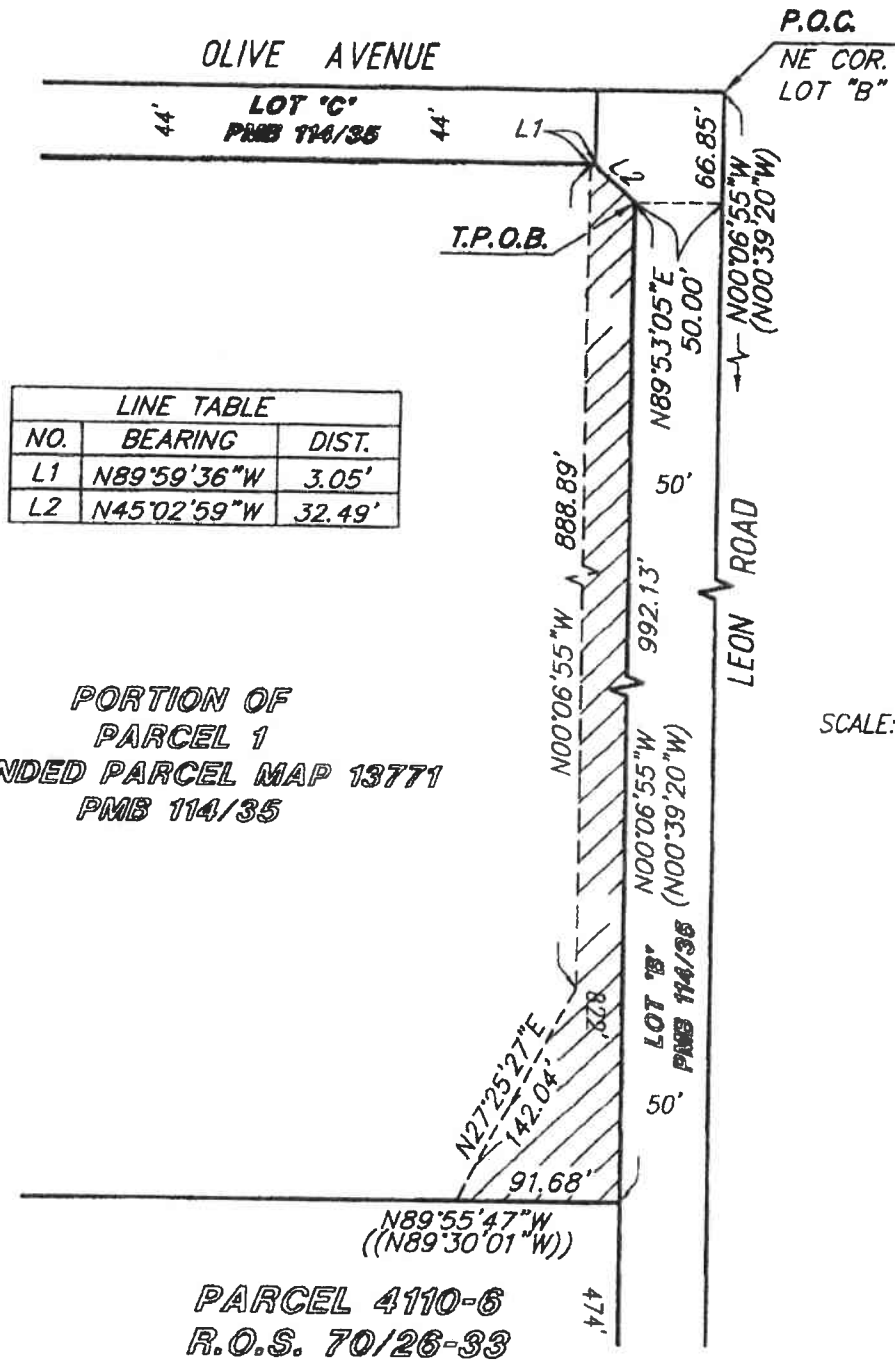 P.O.C.
NE COR.
LOT "B"
OLIVE AVENUE
LOT "C"
PMB 114/35
44'
44'
L1
L2
66.85'
N00°06'55"W
(N00°39'20"W)
T.P.O.B.
N89°53'05"E
50.00'
LINE TABLE
NO. BEARING DIST.
L1 N89°59'36"W 3.05'
L2 N45°02'59"W 32.49'
888.89'
N00°06'55"W
50'
992.13'
LEON ROAD
N00°06'55"W
(N00°39'20"W)
SCALE:
PORTION OF
PARCEL 1
NDED PARCEL MAP 13771
PMB 114/35
LOT "B"
PMB 114/35
50'
N27°25'27"E
142.04'
91.68'
N89°55'47"W
((N89°30'01"W))
474'
PARCEL 4110-6
R.O.S. 70/26-33